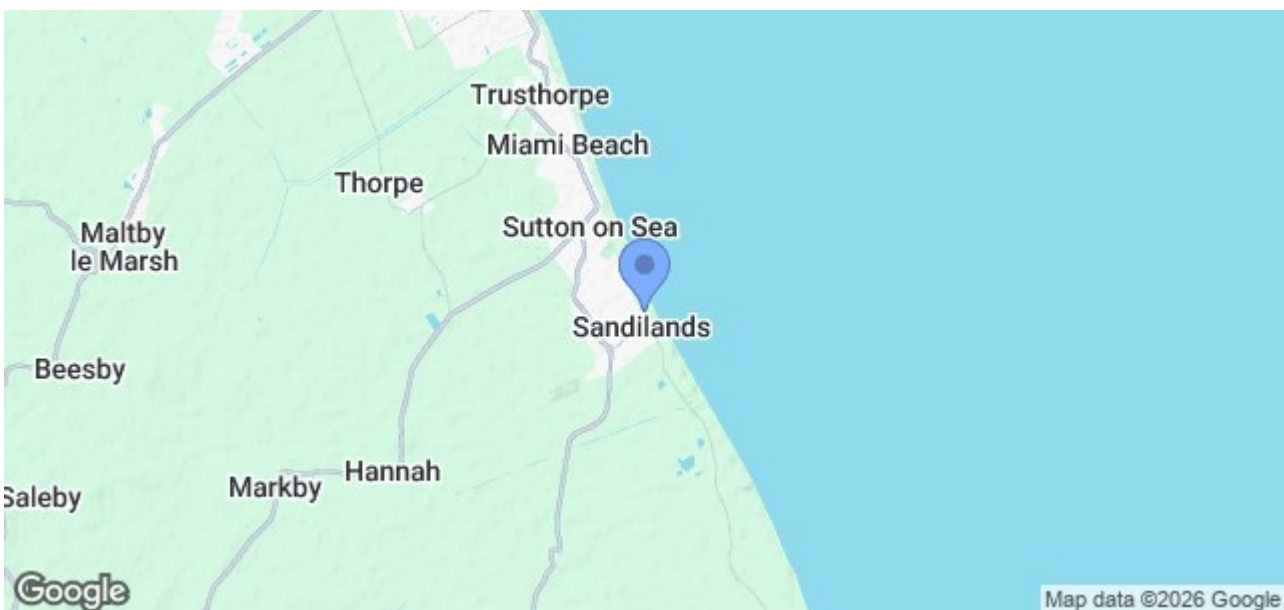 Trusthorpe
Miami Beach
Thorpe
Sutton on Sea
Maltby
le Marsh
Sandilands
Beesby
Hannah
Markby
Saleby
Google
Map data ©2026 Google